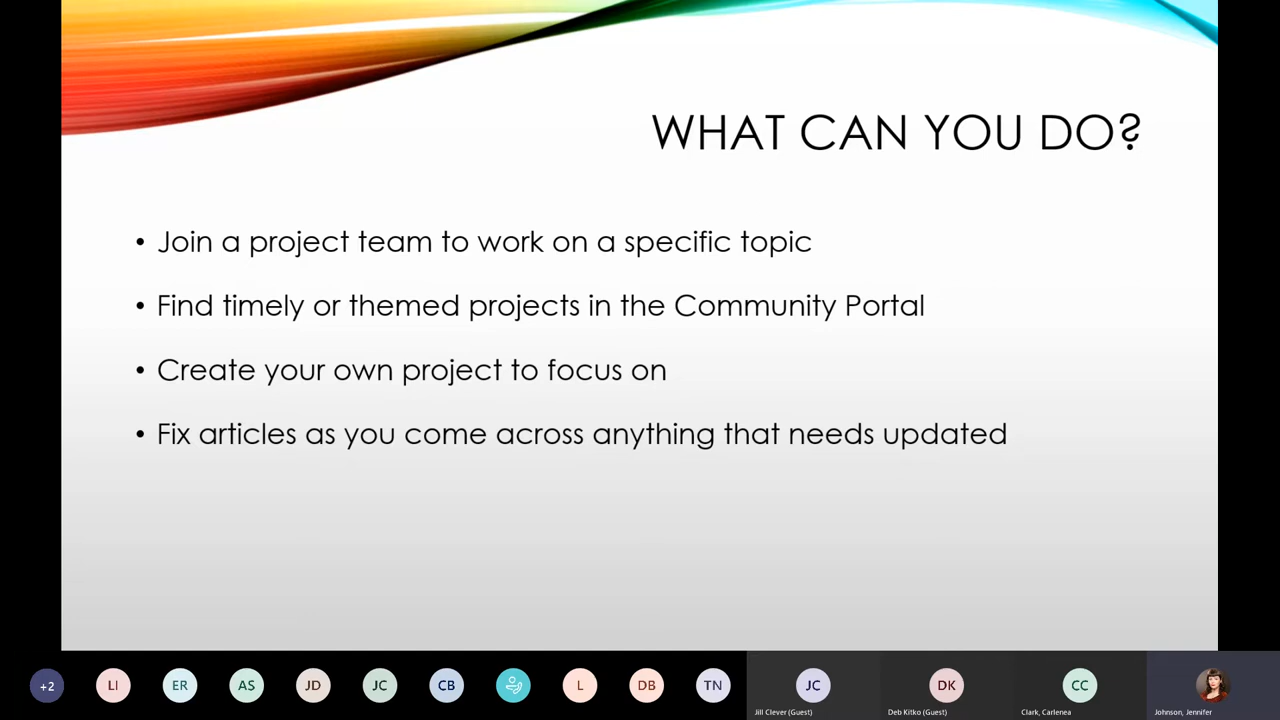 WHAT CAN YOU DO?
• Join a project team to work on a specific topic
• Find timely or themed projects in the Community Portal
• Create your own project to focus on
• Fix articles as you come across anything that needs updated
+2 LI ER AS JD JC CB L DB TN JC DK CC
Jill Clever (Guest) Deb Kitko (Guest) Clark, Carlenea Johnson, Jennifer